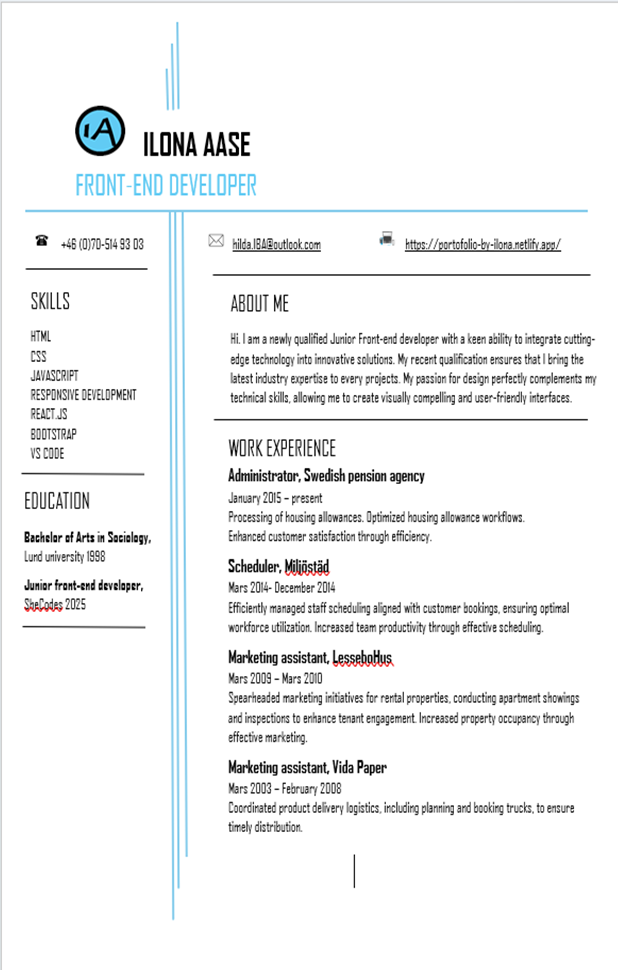 IA
ILONA AASE
FRONT-END DEVELOPER
+46 (0)70-514 93 03
hilda.IBA@outlook.com
https://portofolio-by-ilona.netlify.app/
SKILLS
HTML
CSS
JAVASCRIPT
RESPONSIVE DEVELOPMENT
REACT.JS
BOOTSTRAP
VS CODE
EDUCATION
Bachelor of Arts in Sociology,
Lund university 1998
Junior front-end developer,
SheCodes 2025
ABOUT ME
Hi. I am a newly qualified Junior Front-end developer with a keen ability to integrate cutting-
edge technology into innovative solutions. My recent qualification ensures that I bring the
latest industry expertise to every projects. My passion for design perfectly complements my
technical skills, allowing me to create visually compelling and user-friendly interfaces.
WORK EXPERIENCE
Administrator, Swedish pension agency
January 2015 – present
Processing of housing allowances. Optimized housing allowance workflows.
Enhanced customer satisfaction through efficiency.
Scheduler, Miljöstäd
Mars 2014- December 2014
Efficiently managed staff scheduling aligned with customer bookings, ensuring optimal
workforce utilization. Increased team productivity through effective scheduling.
Marketing assistant, LesseboHus
Mars 2009 – Mars 2010
Spearheaded marketing initiatives for rental properties, conducting apartment showings
and inspections to enhance tenant engagement. Increased property occupancy through
effective marketing.
Marketing assistant, Vida Paper
Mars 2003 – February 2008
Coordinated product delivery logistics, including planning and booking trucks, to ensure
timely distribution.